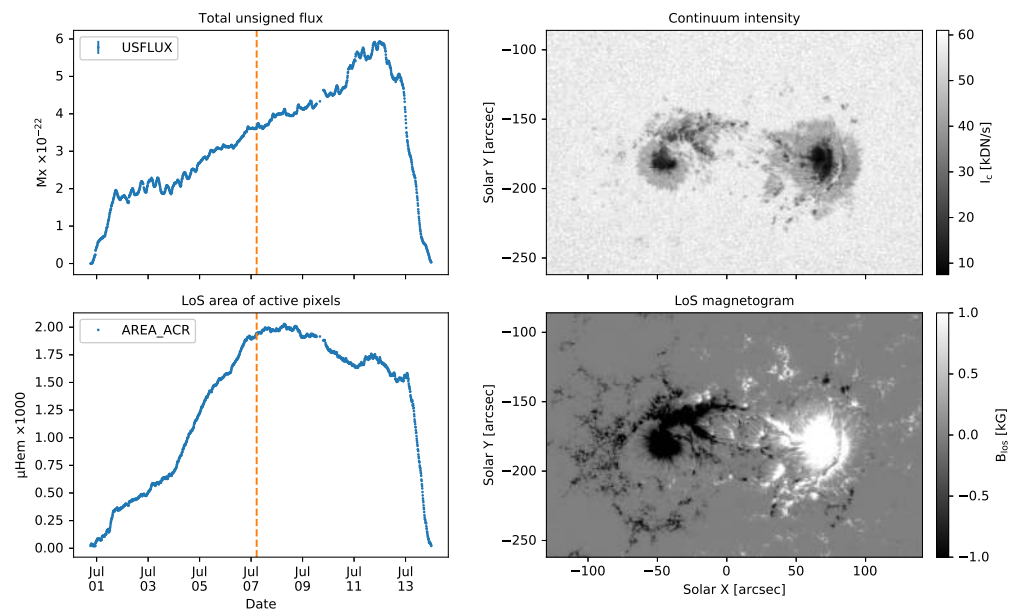 Total unsigned flux
USFLUX
Mx ×10⁻²²
6
5
4
3
2
1
0
Continuum intensity
Solar Y [arcsec]
−100
−150
−200
−250
60
50
40
30
20
10
I_c [kDN/s]
LoS area of active pixels
AREA_ACR
μHem ×1000
2.00
1.75
1.50
1.25
1.00
0.75
0.50
0.25
0.00
Jul 01
Jul 03
Jul 05
Jul 07
Jul 09
Jul 11
Jul 13
Date
LoS magnetogram
Solar Y [arcsec]
−100
−150
−200
−250
−100
−50
0
50
100
Solar X [arcsec]
1.0
0.5
0.0
−0.5
−1.0
B_los [kG]